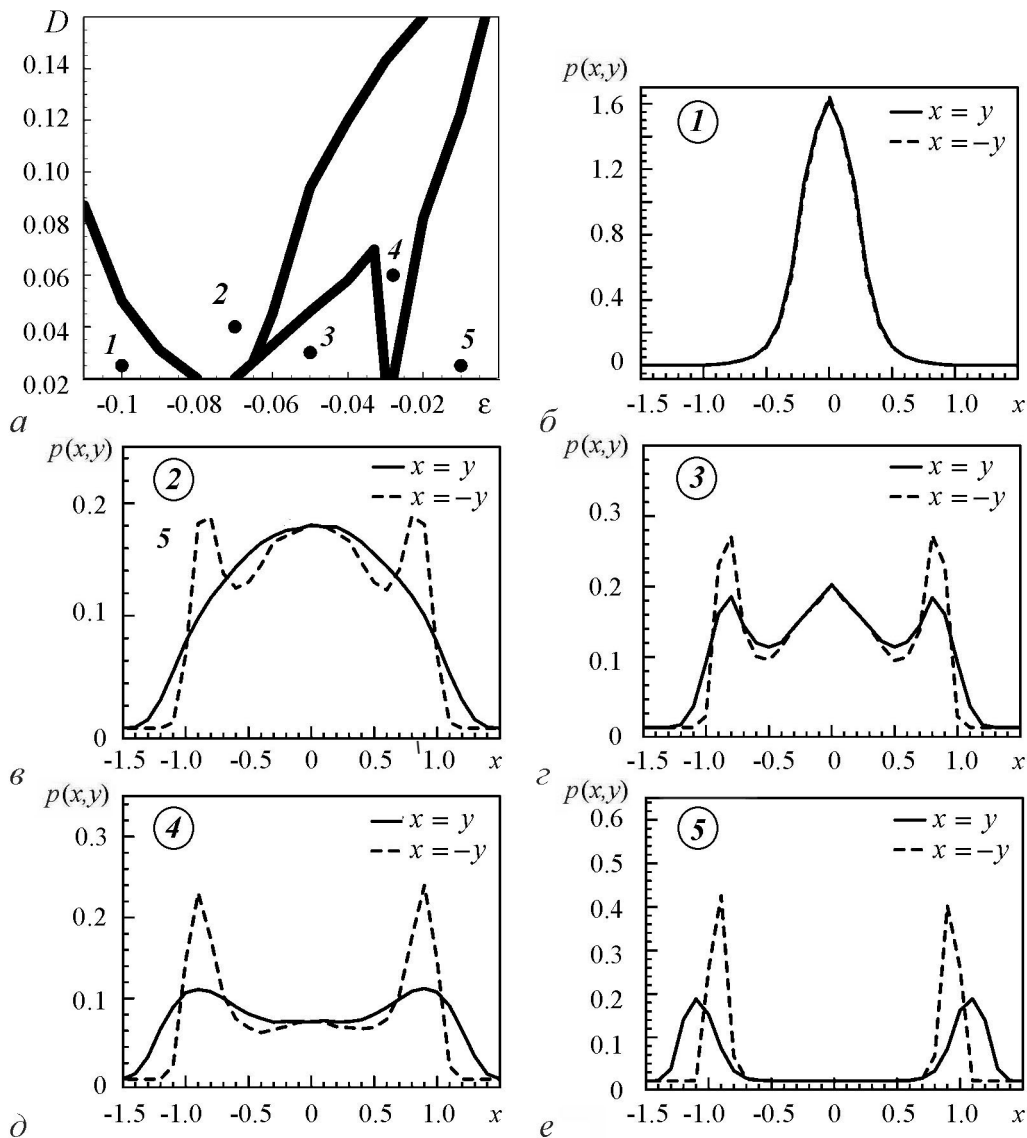 D
0.14
0.12
0.10
0.08
0.06
0.04
0.02
1
2
3
4
5
-0.1 -0.08 -0.06 -0.04 -0.02 ε
а
p(x,y)
1
x = y
x = -y
1.6
1.2
0.8
0.4
0
-1.5 -1.0 -0.5 0 0.5 1.0 x
б
p(x,y)
2
x = y
x = -y
0.2
5
0.1
0
-1.5 -1.0 -0.5 0 0.5 1.0 x
в
p(x,y)
3
x = y
x = -y
0.3
0.2
0.1
0
-1.5 -1.0 -0.5 0 0.5 1.0 x
г
p(x,y)
4
x = y
x = -y
0.3
0.2
0.1
0
-1.5 -1.0 -0.5 0 0.5 1.0 x
д
p(x,y)
5
x = y
x = -y
0.6
0.5
0.4
0.3
0.2
0.1
0
-1.5 -1.0 -0.5 0 0.5 1.0 x
е